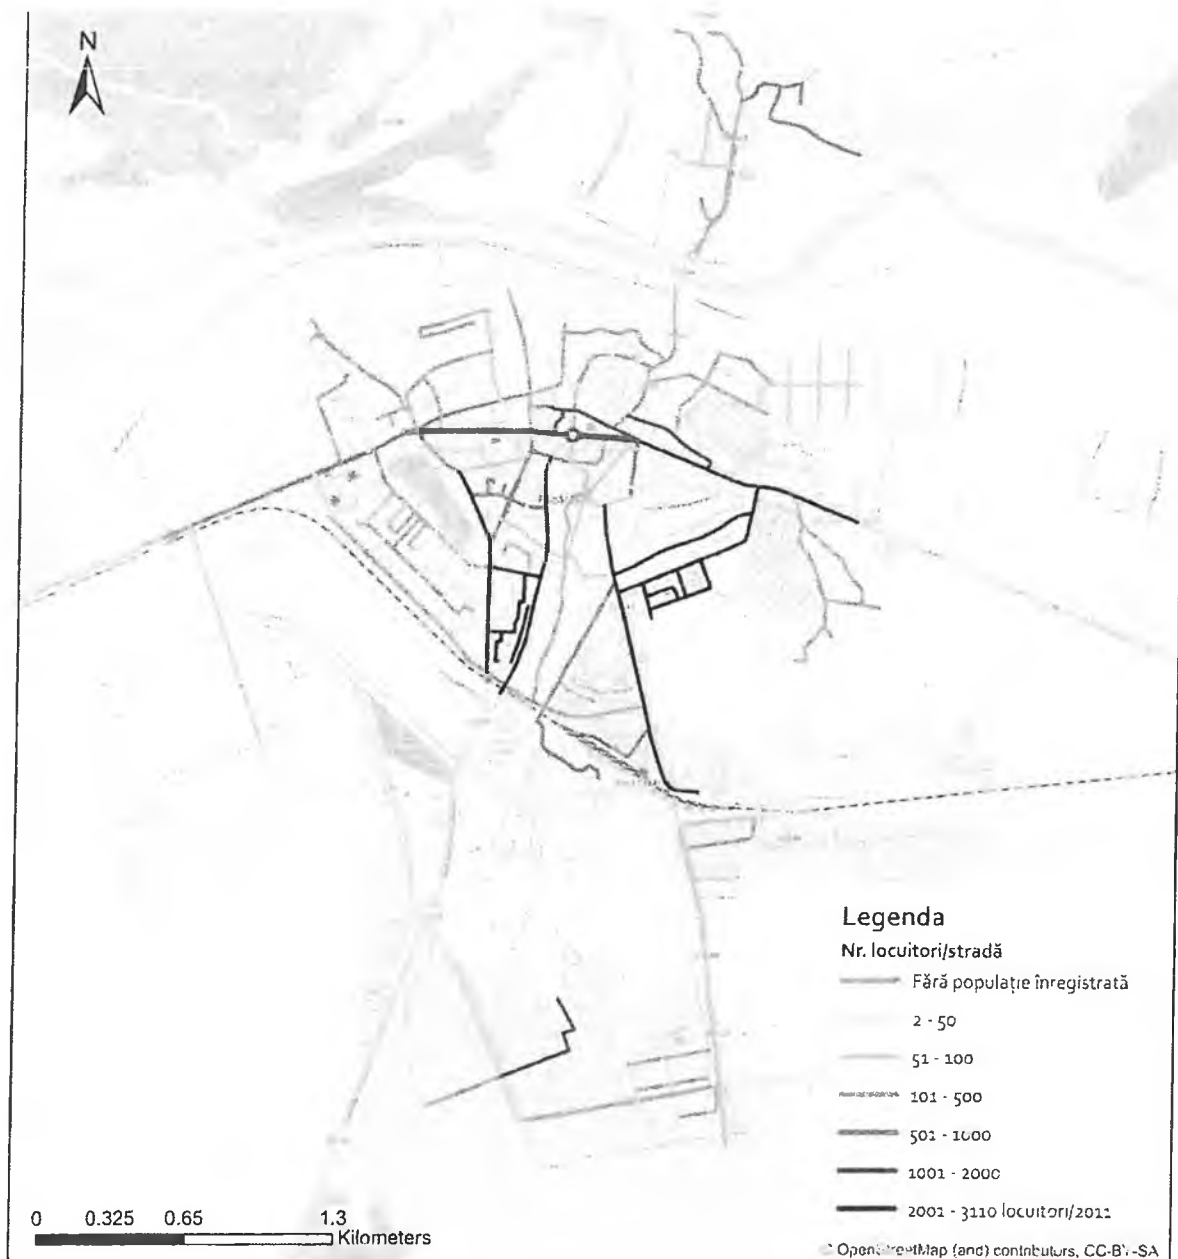 N
Legenda
Nr. locuitori/stradă
Fără populație înregistrată
2 - 50
51 - 100
101 - 500
501 - 1000
1001 - 2000
2001 - 3110 locuitori/2011
0 0.325 0.65 1.3
Kilometers
OpenStreetMap (and) contributors, CC-BY-SA